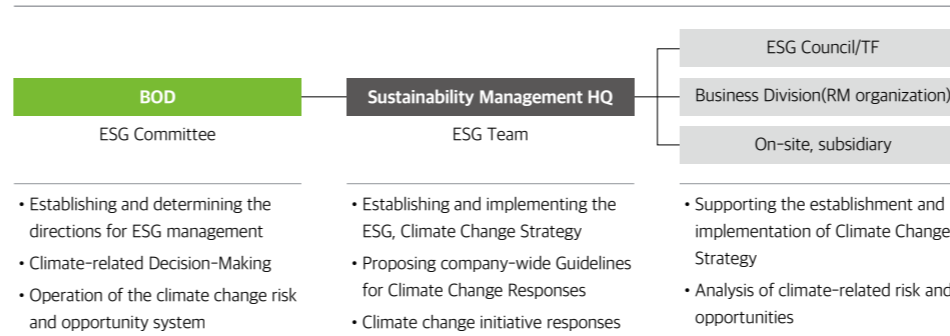 BOD
ESG Committee
• Establishing and determining the
directions for ESG management
• Climate-related Decision-Making
• Operation of the climate change risk
and opportunity system
Sustainability Management HQ
ESG Team
• Establishing and implementing the
ESG, Climate Change Strategy
• Proposing company-wide Guidelines
for Climate Change Responses
• Climate change initiative responses
ESG Council/TF
Business Division(RM organization)
On-site, subsidiary
• Supporting the establishment and
implementation of Climate Change
Strategy
• Analysis of climate-related risk and
opportunities